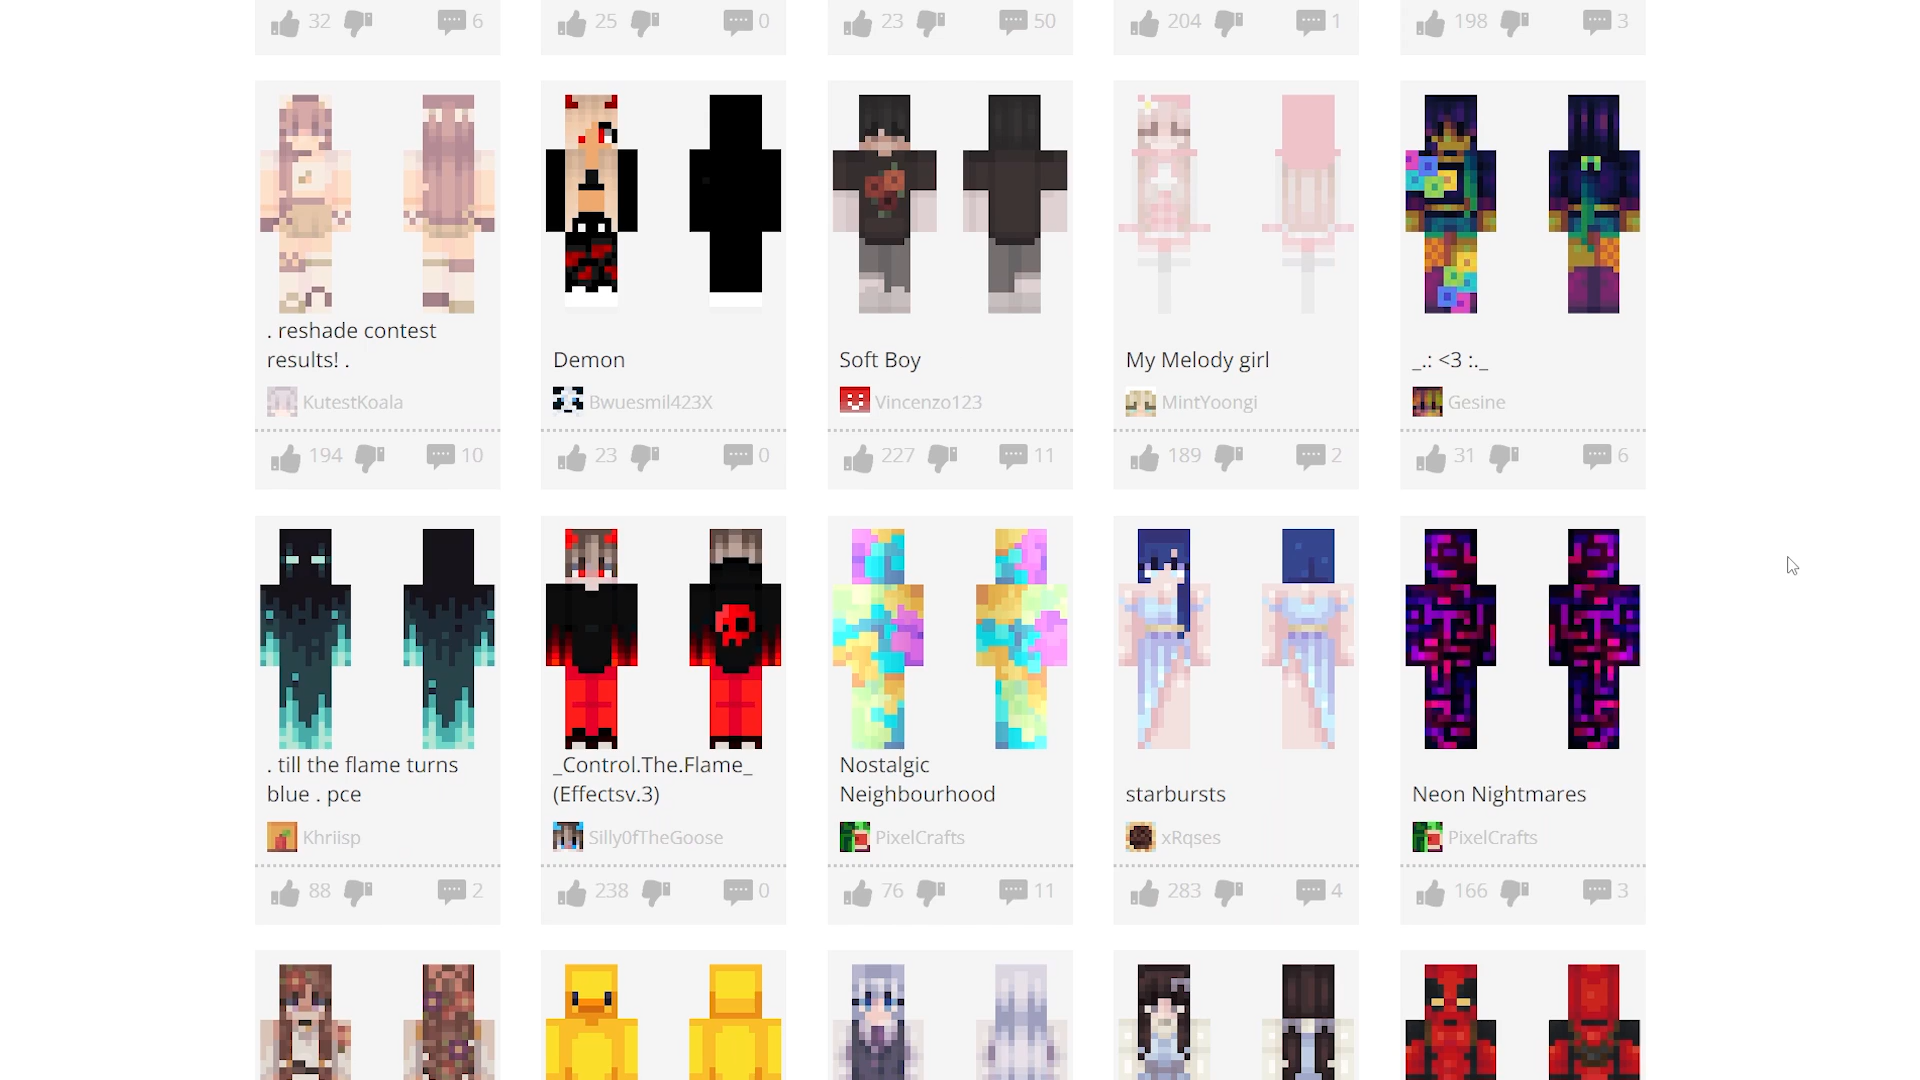 32 6 25 0 23 50 204 1 198 3
. reshade contest
results! .
Demon
Soft Boy
My Melody girl
_.: <3 :._
KutestKoala
Bwuesmil423X
Vincenzo123
MintYoongi
Gesine
194 10 23 0 227 11 189 2 31 6
. till the flame turns
blue . pce
_Control.The.Flame_
(Effectsv.3)
Nostalgic
Neighbourhood
starbursts
Neon Nightmares
Khriisp
Silly0fTheGoose
PixelCrafts
xRqses
PixelCrafts
88 2 238 0 76 11 283 4 166 3